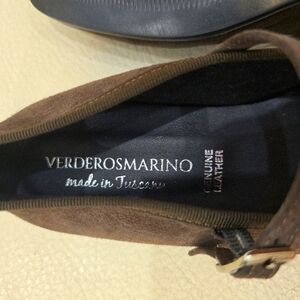 VERDEROSMARINO
made in Tuscany
GENUINE
LEATHER